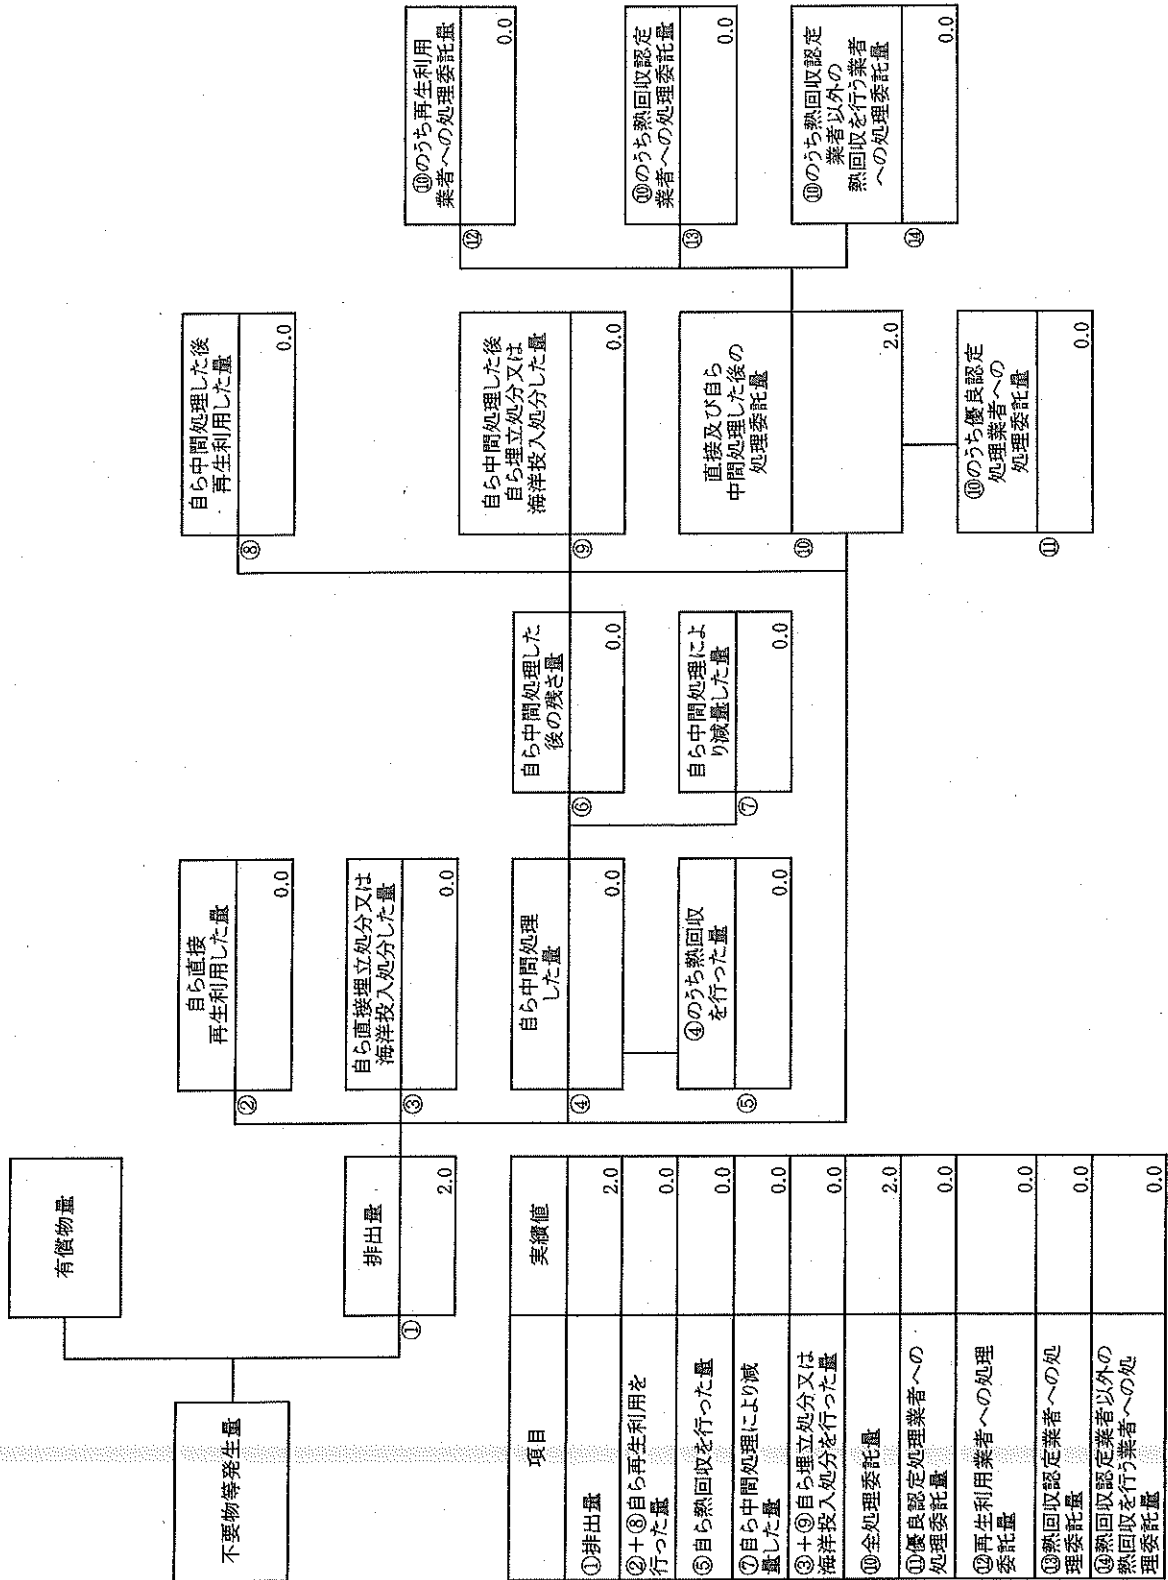 不要物等発生量
有償物量
排出量
①
2.0
自ら直接
再生利用した量
②
0.0
自ら直接埋立処分又は
海洋投入処分した量
③
0.0
自ら中間処理
した量
④
0.0
④のうち熱回収
を行った量
⑤
0.0
自ら中間処理した
後の残さ量
⑥
0.0
自ら中間処理によ
り減量した量
⑦
0.0
自ら中間処理した後
再生利用した量
⑧
0.0
自ら中間処理した後
自ら埋立処分又は
海洋投入処分した量
⑨
0.0
直接及び自ら
中間処理した後の
処理委託量
⑩
2.0
⑩のうち優良認定
処理業者への
処理委託量
⑪
0.0
⑩のうち再生利用
業者への処理委託量
⑫
0.0
⑩のうち熱回収認定
業者への処理委託量
⑬
0.0
⑩のうち熱回収認定
業者以外の
熱回収を行う業者
への処理委託量
⑭
0.0
項目 実績値
①排出量 2.0
②+⑧自ら再生利用を
行った量 0.0
⑤自ら熱回収を行った量 0.0
⑦自ら中間処理により減
量した量 0.0
③+⑨自ら埋立処分又は
海洋投入処分を行った量 0.0
⑩全処理委託量 2.0
⑪優良認定処理業者への
処理委託量 0.0
⑫再生利用業者への処理
委託量 0.0
⑬熱回収認定業者への処
理委託量 0.0
⑭熱回収認定業者以外の
熱回収を行う業者への処
理委託量 0.0